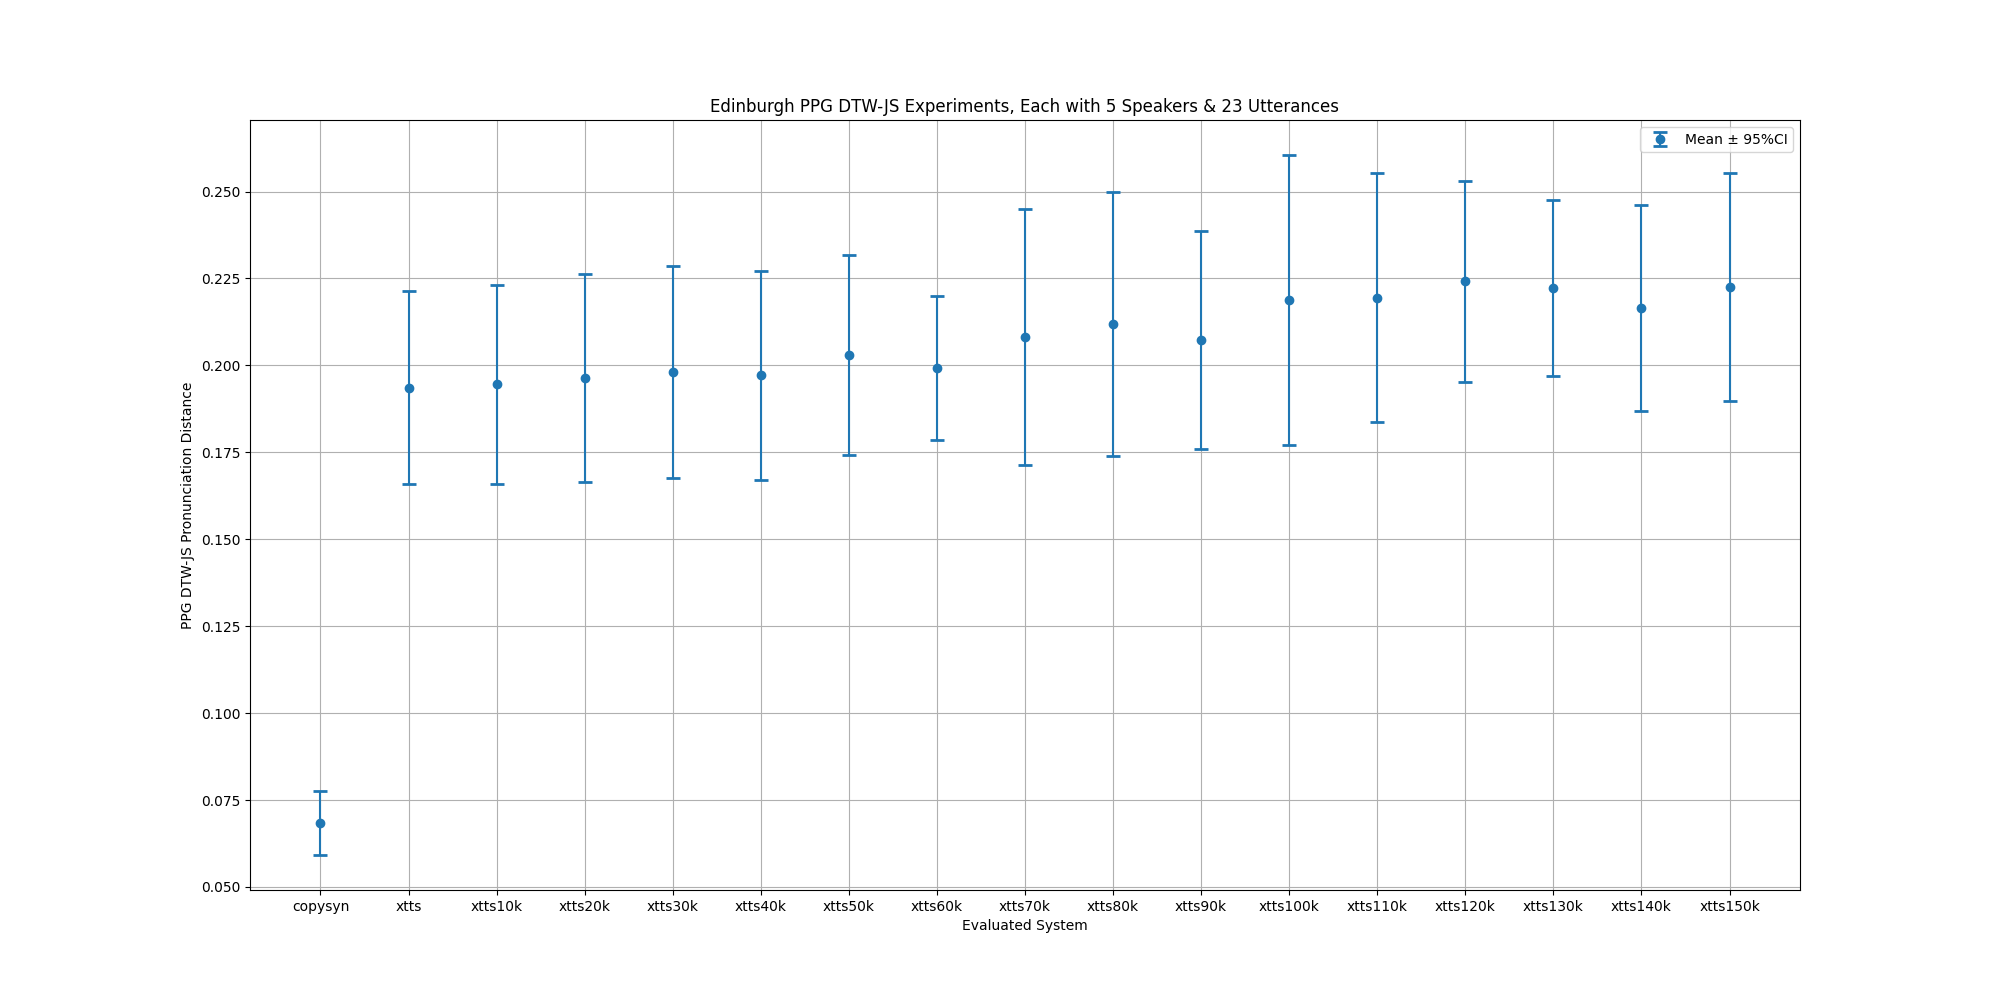 Edinburgh PPG DTW-JS Experiments, Each with 5 Speakers & 23 Utterances
Mean ± 95%CI
PPG DTW-JS Pronunciation Distance
0.250
0.225
0.200
0.175
0.150
0.125
0.100
0.075
0.050
copysyn xtts xtts10k xtts20k xtts30k xtts40k xtts50k xtts60k xtts70k xtts80k xtts90k xtts100k xtts110k xtts120k xtts130k xtts140k xtts150k
Evaluated System